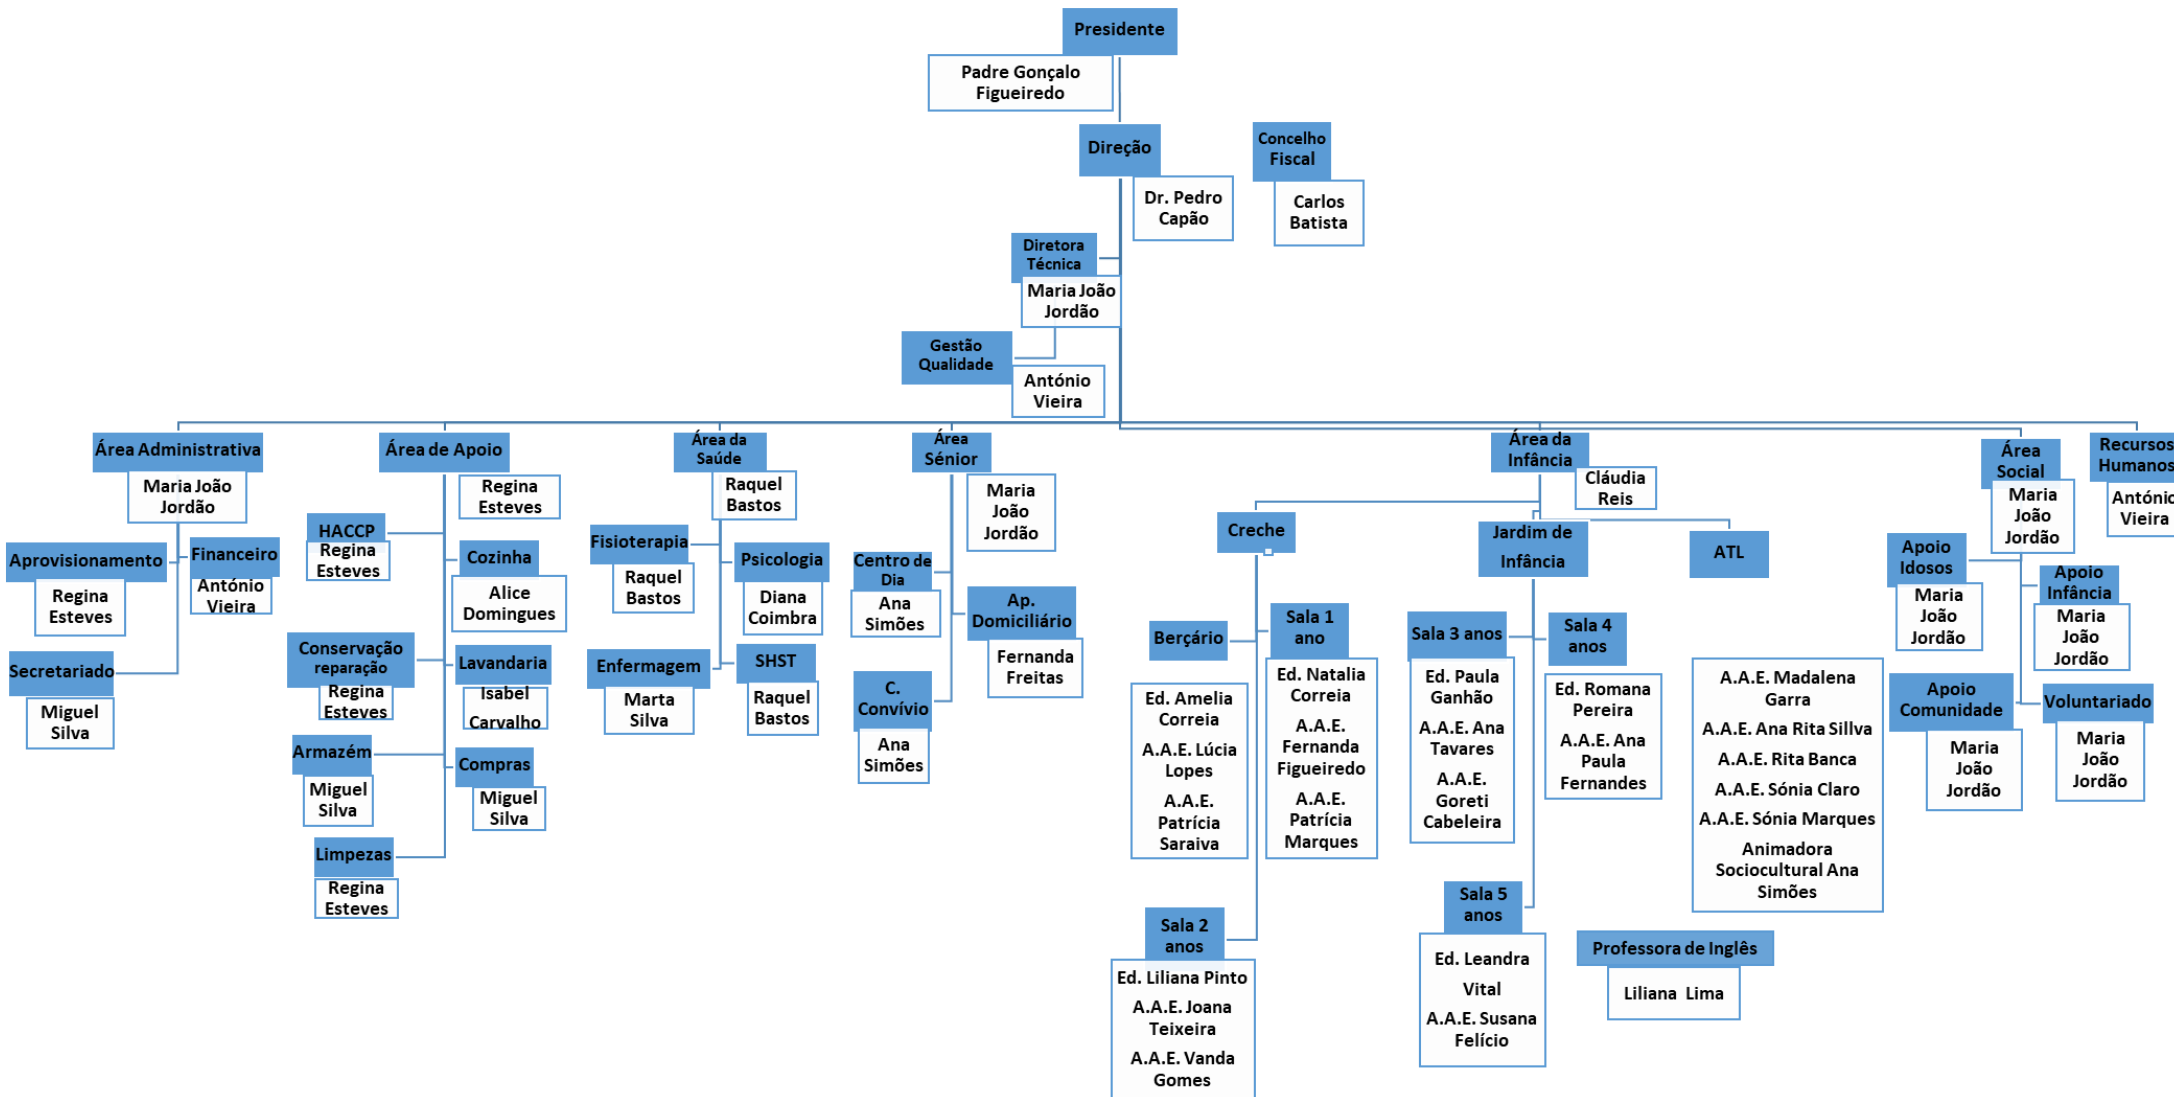 Presidente
Padre Gonçalo
Figueiredo
Direção
Dr. Pedro
Capão
Concelho
Fiscal
Carlos
Batista
Diretora
Técnica
Maria João
Jordão
Gestão
Qualidade
António
Vieira
Área Administrativa
Maria João
Jordão
Aprovisionamento
Regina
Esteves
Financeiro
António
Vieira
Secretariado
Miguel
Silva
Área de Apoio
Regina
Esteves
HACCP
Regina
Esteves
Cozinha
Alice
Domingues
Conservação
reparação
Regina
Esteves
Lavandaria
Isabel
Carvalho
Armazém
Miguel
Silva
Compras
Miguel
Silva
Limpezas
Regina
Esteves
Área da
Saúde
Raquel
Bastos
Fisioterapia
Raquel
Bastos
Psicologia
Diana
Coimbra
Enfermagem
Marta
Silva
SHST
Raquel
Bastos
Área
Sénior
Maria
João
Jordão
Centro de
Dia
Ana
Simões
Ap.
Domiciliário
Fernanda
Freitas
C.
Convívio
Ana
Simões
Área da
Infância
Cláudia
Reis
Creche
Berçário
Ed. Amelia
Correia
A.A.E. Lúcia
Lopes
A.A.E.
Patrícia
Saraiva
Sala 1
ano
Ed. Natalia
Correia
A.A.E.
Fernanda
Figueiredo
A.A.E.
Patrícia
Marques
Sala 2
anos
Ed. Liliana Pinto
A.A.E. Joana
Teixeira
A.A.E. Vanda
Gomes
Jardim de
Infância
Sala 3 anos
Ed. Paula
Ganhão
A.A.E. Ana
Tavares
A.A.E.
Goreti
Cabeleira
Sala 4
anos
Ed. Romana
Pereira
A.A.E. Ana
Paula
Fernandes
Sala 5
anos
Ed. Leandra
Vital
A.A.E. Susana
Felício
ATL
A.A.E. Madalena
Garra
A.A.E. Ana Rita Sillva
A.A.E. Rita Banca
A.A.E. Sónia Claro
A.A.E. Sónia Marques
Animadora
Sociocultural Ana
Simões
Professora de Inglês
Liliana Lima
Área
Social
Maria
João
Jordão
Apoio
Idosos
Maria
João
Jordão
Apoio
Infância
Maria
João
Jordão
Apoio
Comunidade
Maria
João
Jordão
Voluntariado
Maria
João
Jordão
Recursos
Humanos
António
Vieira